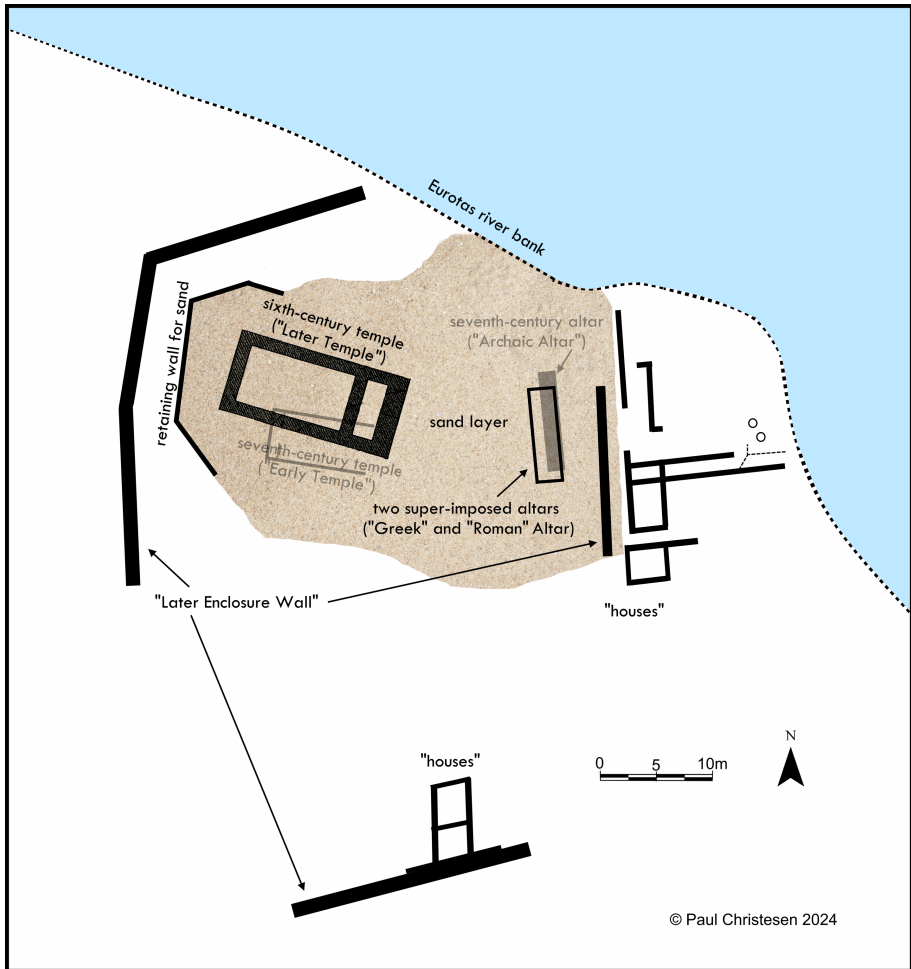 Eurotas river bank
retaining wall for sand
sixth-century temple
("Later Temple")
seventh-century altar
("Archaic Altar")
sand layer
seventh-century temple
("Early Temple")
two super-imposed altars
("Greek" and "Roman" Altar)
"Later Enclosure Wall"
"houses"
"houses"
N
0 5 10m
© Paul Christesen 2024